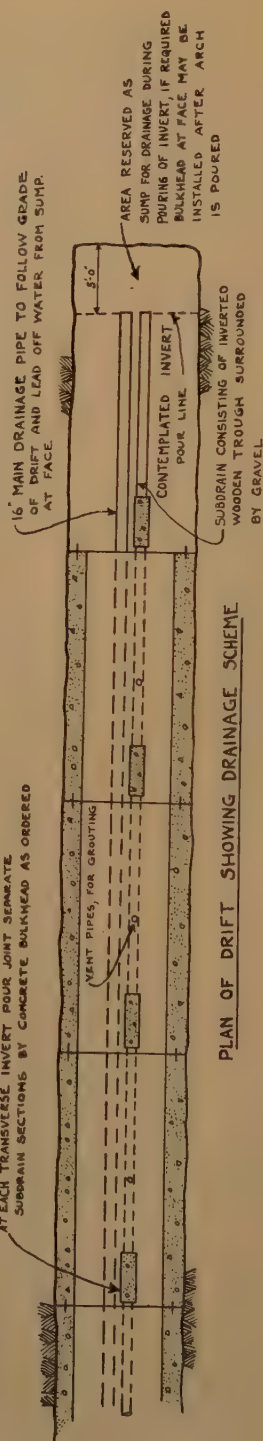 AT EACH TRANSVERSE INVERT POUR JOINT SEPARATE
SUBDRAIN SECTIONS BY CONCRETE BULKHEAD AS ORDERED
16" MAIN DRAINAGE PIPE TO FOLLOW GRADE
OF DRIFT AND LEAD OFF WATER FROM SUMP.
AT FACE
5'-0"
AREA RESERVED AS
SUMP FOR DRAINAGE DURING
POURING OF INVERT, IF REQUIRED
BULKHEAD AT FACE MAY BE
INSTALLED AFTER ARCH
IS POURED
VENT PIPES, FOR GROUTING
CONTEMPLATED INVERT
POUR LINE
SUBDRAIN CONSISTING OF INVERTED
WOODEN TROUGH SURROUNDED
BY GRAVEL
PLAN OF DRIFT SHOWING DRAINAGE SCHEME